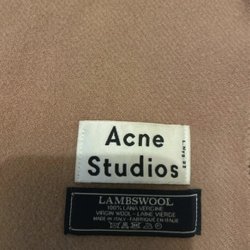 Acne
Studios
LAMBSWOOL
100% LANA VERGINE
VIRGIN WOOL - LAINE VIERGE
MADE IN ITALY - FABRIQUÉ EN ITALIE